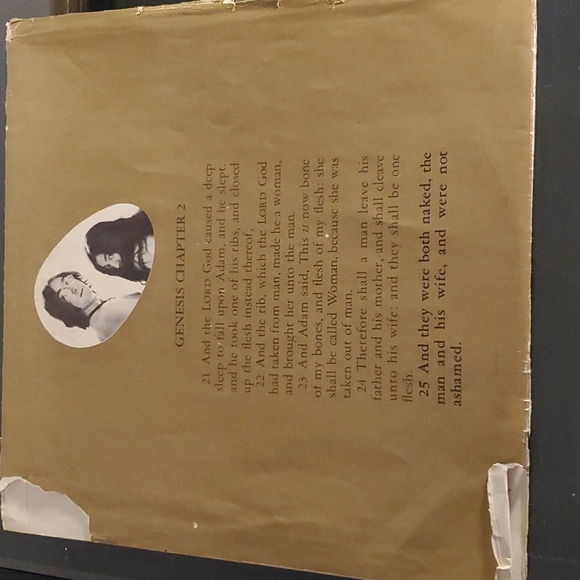 GENESIS CHAPTER 2
21 And the LORD God caused a deep
sleep to fall upon Adam, and he slept:
and he took one of his ribs, and closed
up the flesh instead thereof;
22 And the rib, which the LORD God
had taken from man, made he a woman,
and brought her unto the man.
23 And Adam said, This is now bone
of my bones, and flesh of my flesh: she
shall be called Woman, because she was
taken out of man.
24 Therefore shall a man leave his
father and his mother, and shall cleave
unto his wife: and they shall be one
flesh.
25 And they were both naked, the
man and his wife, and were not
ashamed.